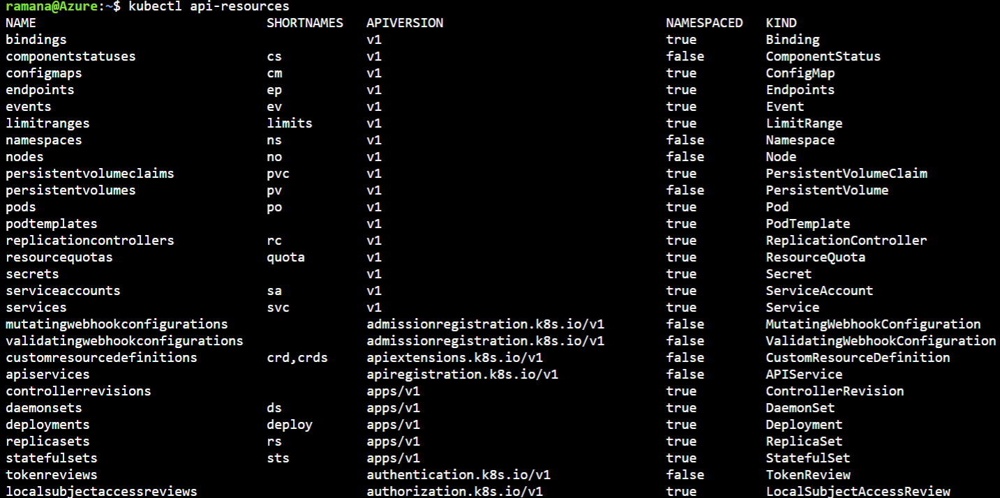 ramana@Azure:~$ kubectl api-resources
NAME SHORTNAMES APIVERSION NAMESPACED KIND
bindings v1 true Binding
componentstatuses cs v1 false ComponentStatus
configmaps cm v1 true ConfigMap
endpoints ep v1 true Endpoints
events ev v1 true Event
limitranges limits v1 true LimitRange
namespaces ns v1 false Namespace
nodes no v1 false Node
persistentvolumeclaims pvc v1 true PersistentVolumeClaim
persistentvolumes pv v1 false PersistentVolume
pods po v1 true Pod
podtemplates v1 true PodTemplate
replicationcontrollers rc v1 true ReplicationController
resourcequotas quota v1 true ResourceQuota
secrets v1 true Secret
serviceaccounts sa v1 true ServiceAccount
services svc v1 true Service
mutatingwebhookconfigurations admissionregistration.k8s.io/v1 false MutatingWebhookConfiguration
validatingwebhookconfigurations admissionregistration.k8s.io/v1 false ValidatingWebhookConfiguration
customresourcedefinitions crd,crds apiextensions.k8s.io/v1 false CustomResourceDefinition
apiservices apiregistration.k8s.io/v1 false APIService
controllerrevisions apps/v1 true ControllerRevision
daemonsets ds apps/v1 true DaemonSet
deployments deploy apps/v1 true Deployment
replicasets rs apps/v1 true ReplicaSet
statefulsets sts apps/v1 true StatefulSet
tokenreviews authentication.k8s.io/v1 false TokenReview
localsubjectaccessreviews authorization.k8s.io/v1 true LocalSubjectAccessReview